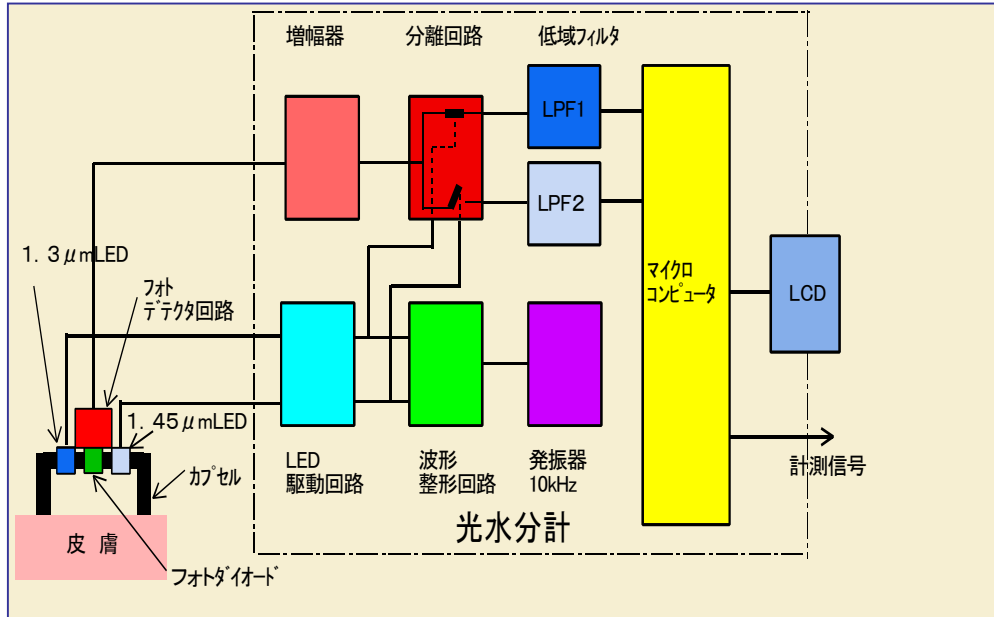 増幅器
分離回路
低域フィルタ
LPF1
LPF2
1. 3μmLED
フォト
デテクタ回路
マイクロ
コンピュータ
LCD
1. 45μmLED
カプセル
LED
駆動回路
波形
整形回路
発振器
10kHz
計測信号
光水分計
皮 膚
フォトダイオード